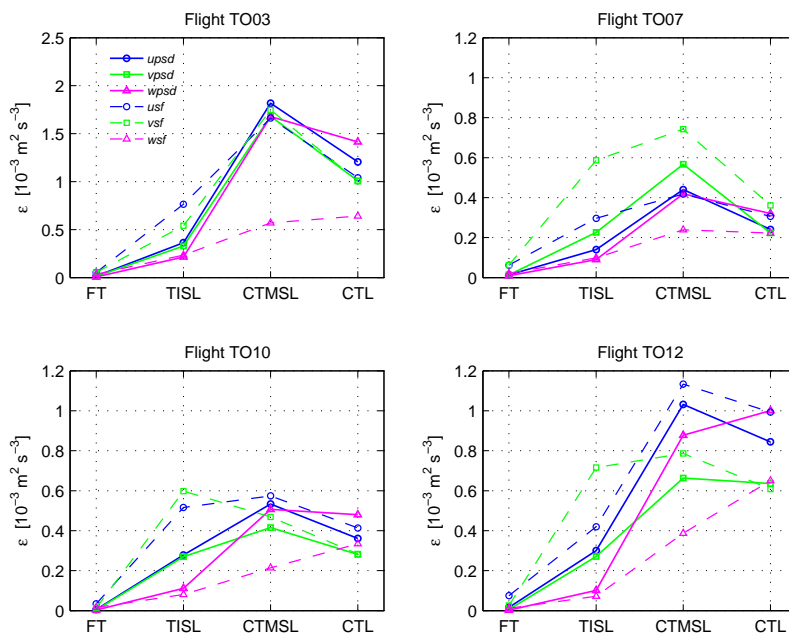 Flight TO03
2.5
2
1.5
1
0.5
0
ε [10⁻³ m² s⁻³]
upsd
vpsd
wpsd
usf
vsf
wsf
FT TISL CTMSL CTL
Flight TO07
1.2
1
0.8
0.6
0.4
0.2
0
ε [10⁻³ m² s⁻³]
FT TISL CTMSL CTL
Flight TO10
1.2
1
0.8
0.6
0.4
0.2
0
ε [10⁻³ m² s⁻³]
FT TISL CTMSL CTL
Flight TO12
1.2
1
0.8
0.6
0.4
0.2
0
ε [10⁻³ m² s⁻³]
FT TISL CTMSL CTL